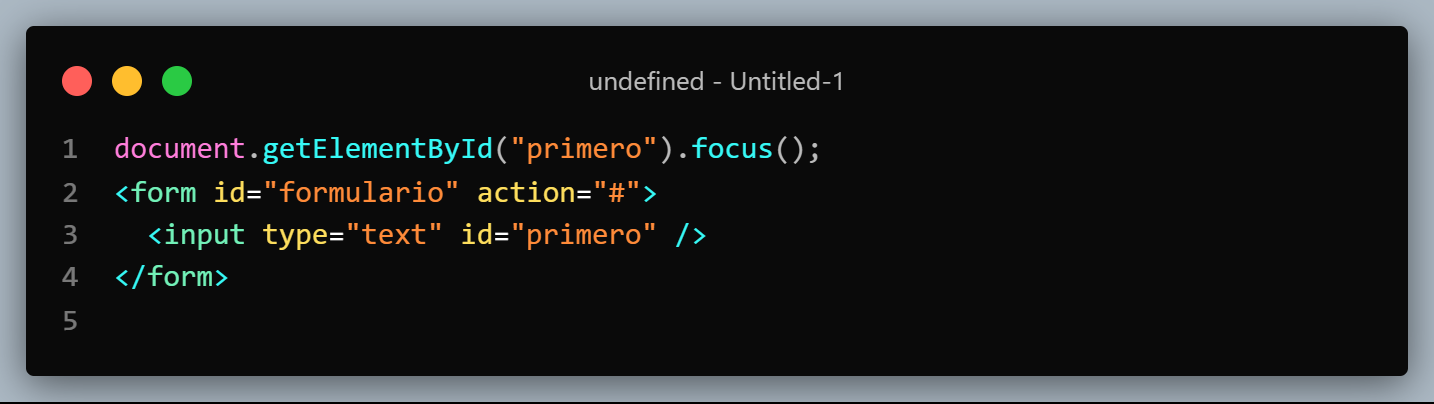 undefined - Untitled-1
1 document.getElementById("primero").focus();
2 <form id="formulario" action="#">
3   <input type="text" id="primero" />
4 </form>
5